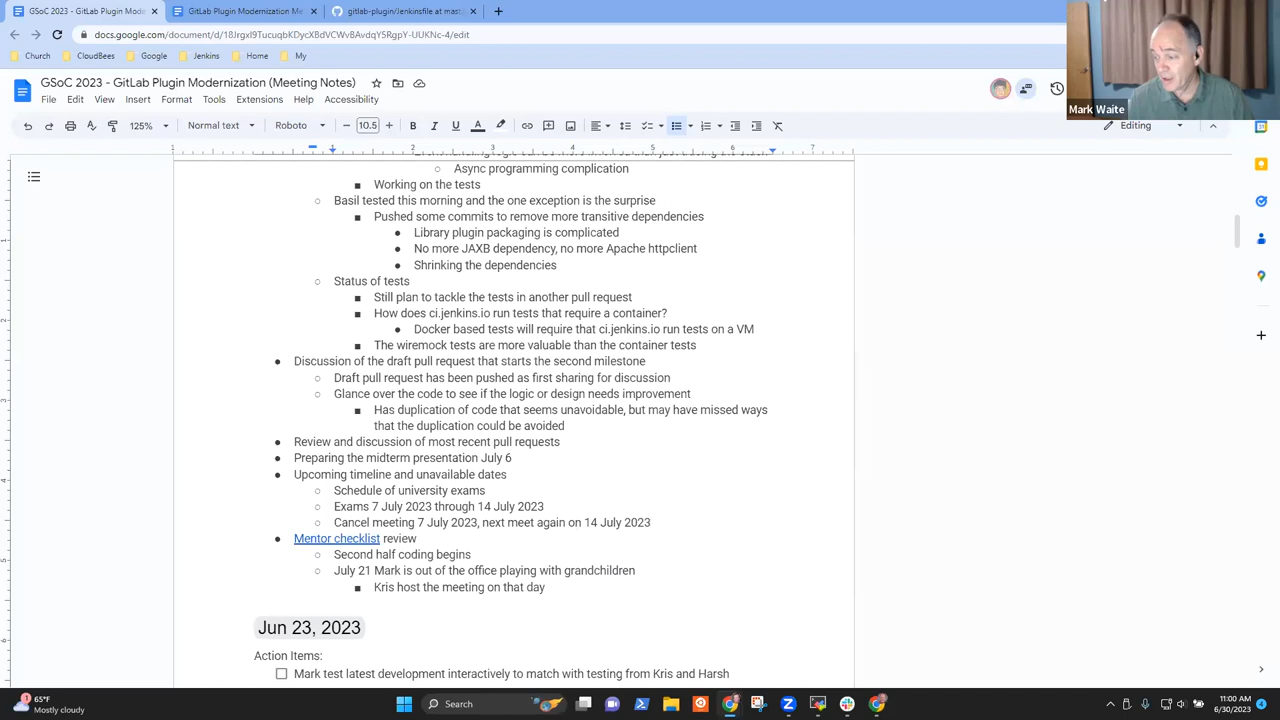 GSoC 2023 - GitLab Plugin Mode
GitLab Plugin Modernization Me
gitlab-plugin/Jenkinsfile at mast
docs.google.com/document/d/18Jrgxl9TucuqbKDycXBdVCWvBAvdqY5RgpY-UUKNc-4/edit
Church
CloudBees
Google
Jenkins
Home
My
GSoC 2023 - GitLab Plugin Modernization (Meeting Notes)
File Edit View Insert Format Tools Extensions Help Accessibility
Mark Waite
125% Normal text Roboto 10.5 Editing
Async programming complication
Working on the tests
Basil tested this morning and the one exception is the surprise
Pushed some commits to remove more transitive dependencies
Library plugin packaging is complicated
No more JAXB dependency, no more Apache httpclient
Shrinking the dependencies
Status of tests
Still plan to tackle the tests in another pull request
How does ci.jenkins.io run tests that require a container?
Docker based tests will require that ci.jenkins.io run tests on a VM
The wiremock tests are more valuable than the container tests
Discussion of the draft pull request that starts the second milestone
Draft pull request has been pushed as first sharing for discussion
Glance over the code to see if the logic or design needs improvement
Has duplication of code that seems unavoidable, but may have missed ways
that the duplication could be avoided
Review and discussion of most recent pull requests
Preparing the midterm presentation July 6
Upcoming timeline and unavailable dates
Schedule of university exams
Exams 7 July 2023 through 14 July 2023
Cancel meeting 7 July 2023, next meet again on 14 July 2023
Mentor checklist review
Second half coding begins
July 21 Mark is out of the office playing with grandchildren
Kris host the meeting on that day
Jun 23, 2023
Action Items:
Mark test latest development interactively to match with testing from Kris and Harsh
65°F
Mostly cloudy
Search
11:00 AM
6/30/2023